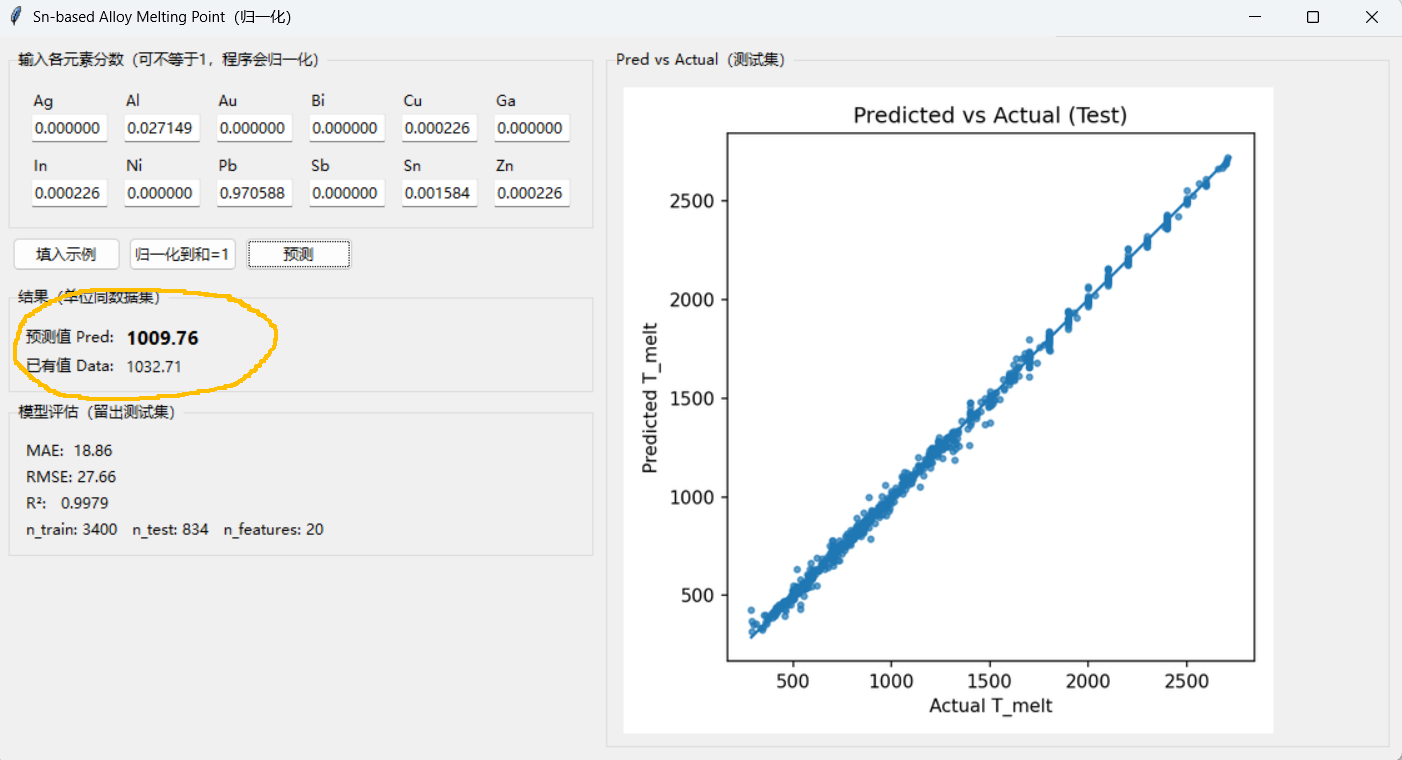 Sn-based Alloy Melting Point（归一化）
输入各元素分数（可不等于1，程序会归一化）
Ag Al Au Bi Cu Ga
0.000000 0.027149 0.000000 0.000000 0.000226 0.000000
In Ni Pb Sb Sn Zn
0.000226 0.000000 0.970588 0.000000 0.001584 0.000226
填入示例 归一化到和=1 预测
结果（单位同数据集）
预测值 Pred: 1009.76
已有值 Data: 1032.71
模型评估（留出测试集）
MAE: 18.86
RMSE: 27.66
R²: 0.9979
n_train: 3400 n_test: 834 n_features: 20
Pred vs Actual（测试集）
Predicted vs Actual (Test)
Predicted T_melt
2500
2000
1500
1000
500
500 1000 1500 2000 2500
Actual T_melt